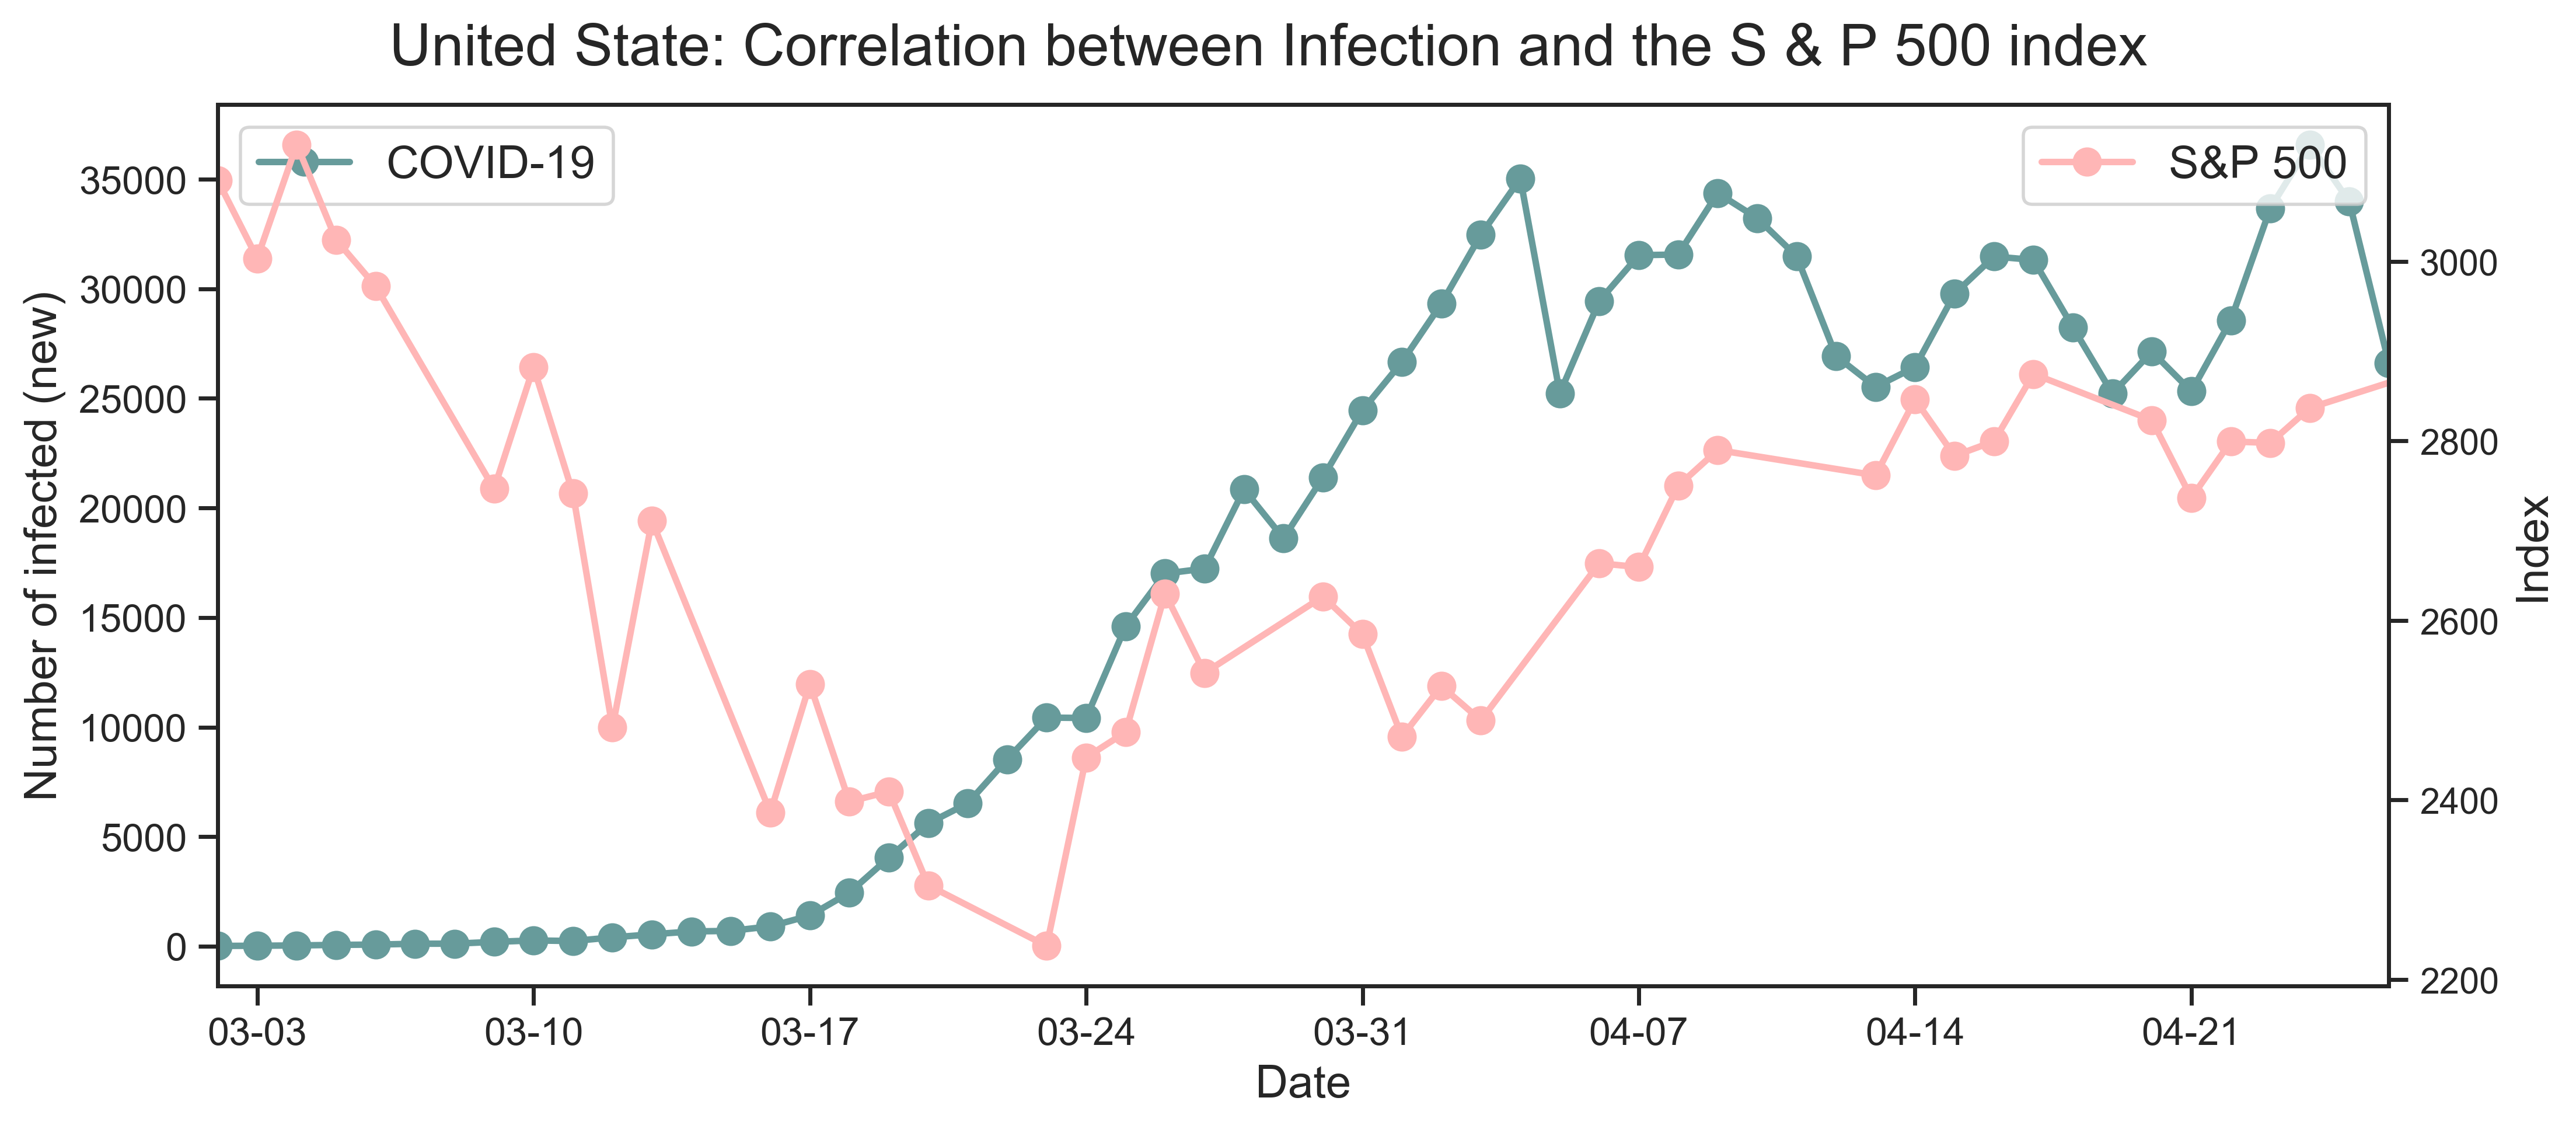 United State: Correlation between Infection and the S & P 500 index
COVID-19
S&P 500
35000
30000
25000
20000
15000
10000
5000
0
Number of infected (new)
3000
2800
2600
2400
2200
Index
03-03 03-10 03-17 03-24 03-31 04-07 04-14 04-21
Date